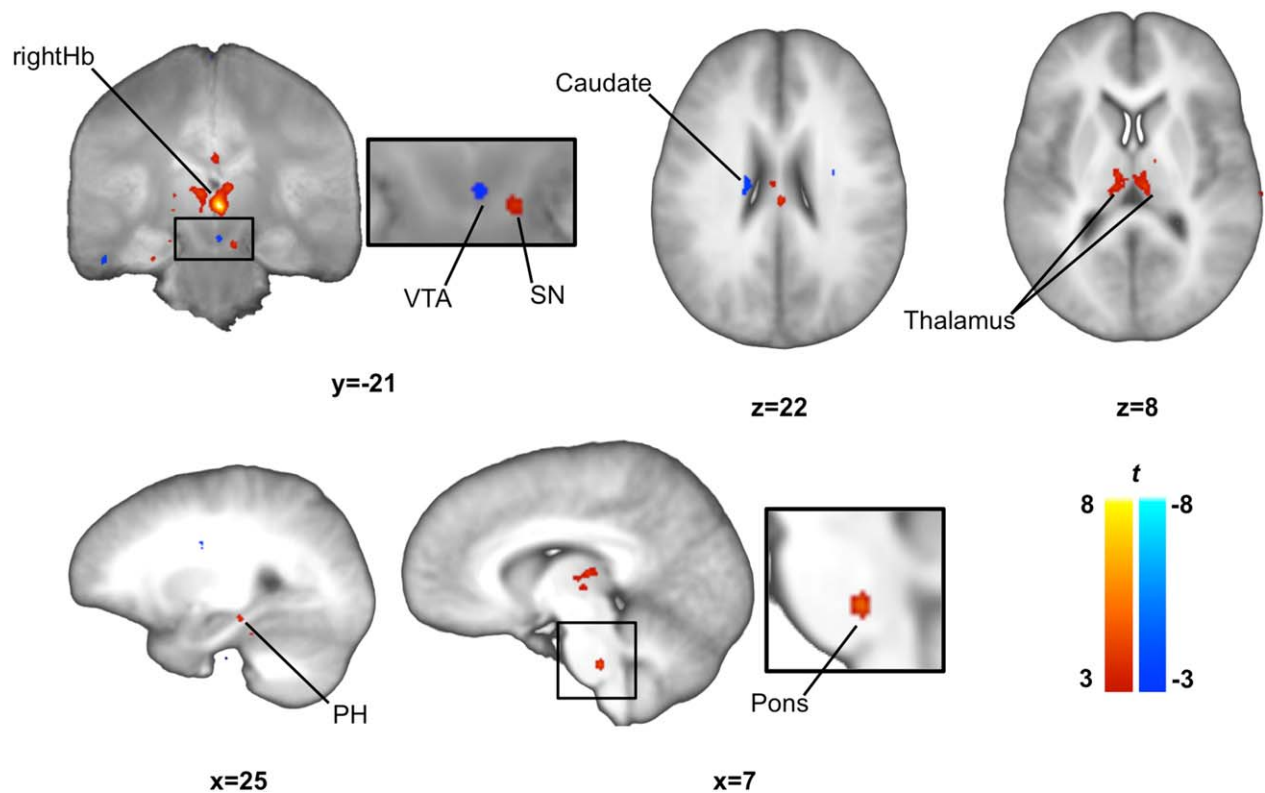 rightHb
Caudate
VTA
SN
Thalamus
y=-21
z=22
z=8
t
8
-8
3
-3
PH
Pons
x=25
x=7